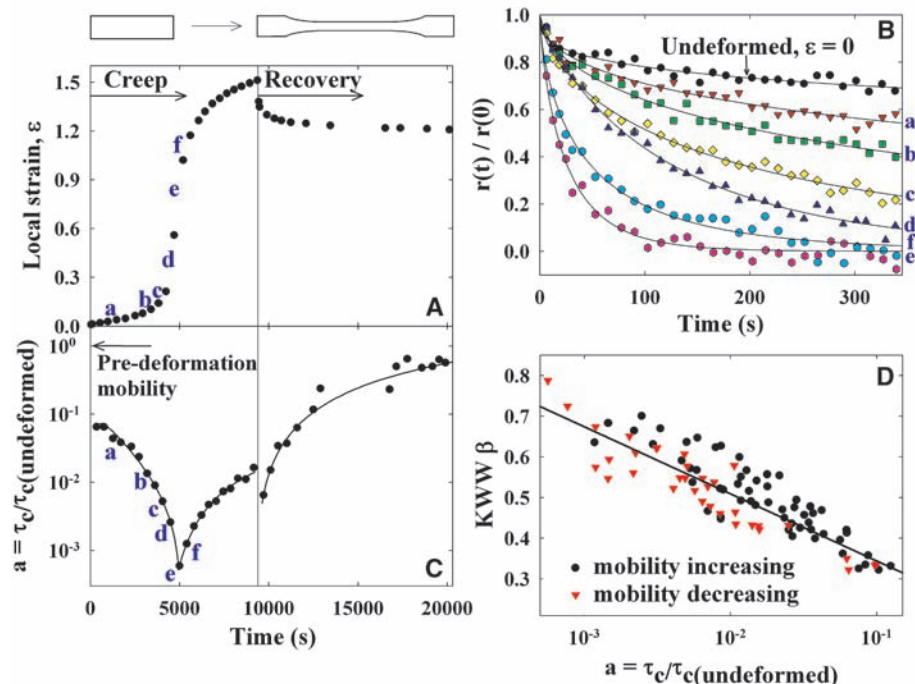 Creep
Recovery
1.5
1.2
0.9
0.6
0.3
0.0
Local strain, ε
a
b
c
d
e
f
A
10⁰
10⁻¹
10⁻²
10⁻³
a = τc/τc(undeformed)
Pre-deformation
mobility
a
b
c
d
e
f
C
0
5000
10000
15000
20000
Time (s)
B
1.0
0.8
0.6
0.4
0.2
0.0
r(t) / r(0)
Undeformed, ε = 0
a
b
c
d
f
e
0
100
200
300
Time (s)
D
0.8
0.7
0.6
0.5
0.4
0.3
KWW β
mobility increasing
mobility decreasing
10⁻³
10⁻²
10⁻¹
a = τc/τc(undeformed)